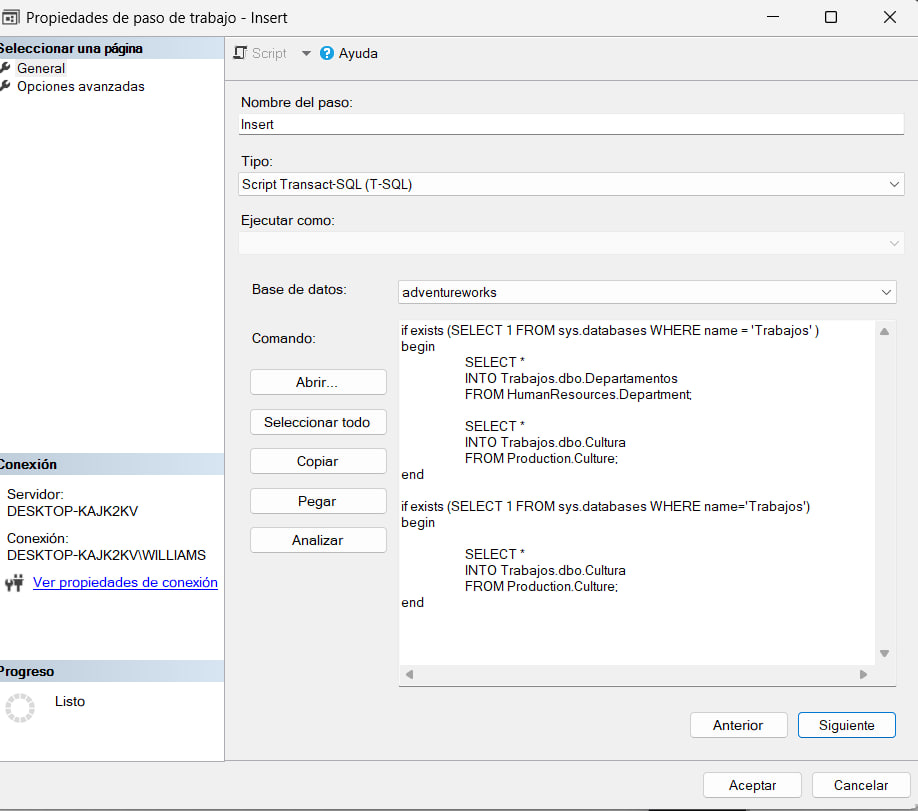 Propiedades de paso de trabajo - Insert
Seleccionar una página
General
Opciones avanzadas
Script
Ayuda
Nombre del paso:
Insert
Tipo:
Script Transact-SQL (T-SQL)
Ejecutar como:
Base de datos:
adventureworks
Comando:
Abrir...
Seleccionar todo
Copiar
Pegar
Analizar
if exists (SELECT 1 FROM sys.databases WHERE name = 'Trabajos' )
begin
SELECT *
INTO Trabajos.dbo.Departamentos
FROM HumanResources.Department;
SELECT *
INTO Trabajos.dbo.Cultura
FROM Production.Culture;
end
if exists (SELECT 1 FROM sys.databases WHERE name='Trabajos')
begin
SELECT *
INTO Trabajos.dbo.Cultura
FROM Production.Culture;
end
Conexión
Servidor:
DESKTOP-KAJK2KV
Conexión:
DESKTOP-KAJK2KV\WILLIAMS
Ver propiedades de conexión
Progreso
Listo
Anterior
Siguiente
Aceptar
Cancelar